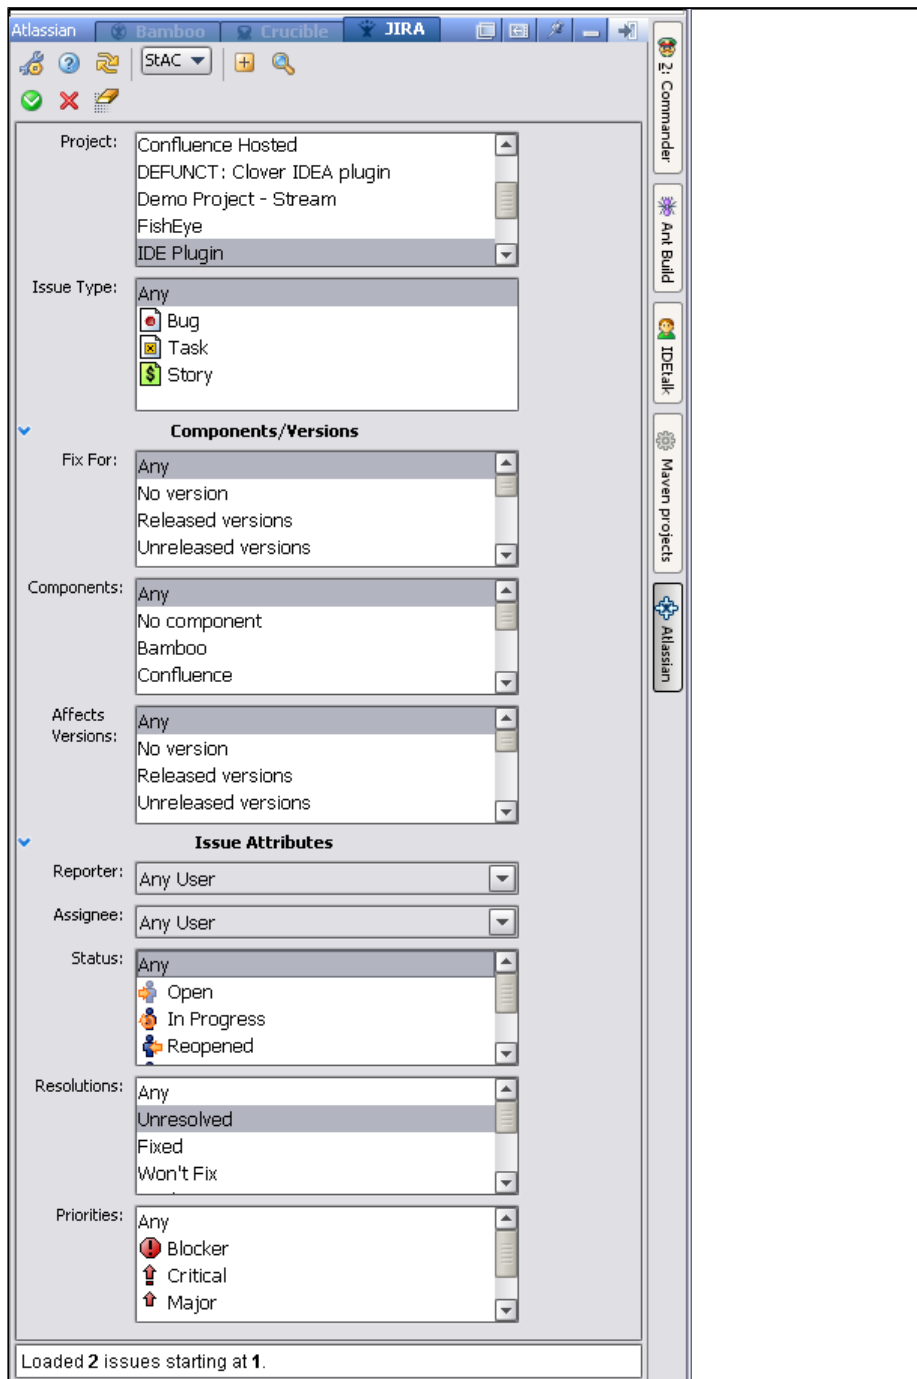 Atlassian Bamboo Crucible JIRA
StAC
Project:
Confluence Hosted
DEFUNCT: Clover IDEA plugin
Demo Project - Stream
FishEye
IDE Plugin
Issue Type:
Any
Bug
Task
Story
Components/Versions
Fix For:
Any
No version
Released versions
Unreleased versions
Components:
Any
No component
Bamboo
Confluence
Affects
Versions:
Any
No version
Released versions
Unreleased versions
Issue Attributes
Reporter:
Any User
Assignee:
Any User
Status:
Any
Open
In Progress
Reopened
Resolutions:
Any
Unresolved
Fixed
Won't Fix
Priorities:
Any
Blocker
Critical
Major
Loaded 2 issues starting at 1.
2: Commander
Ant Build
IDEtalk
Maven projects
Atlassian